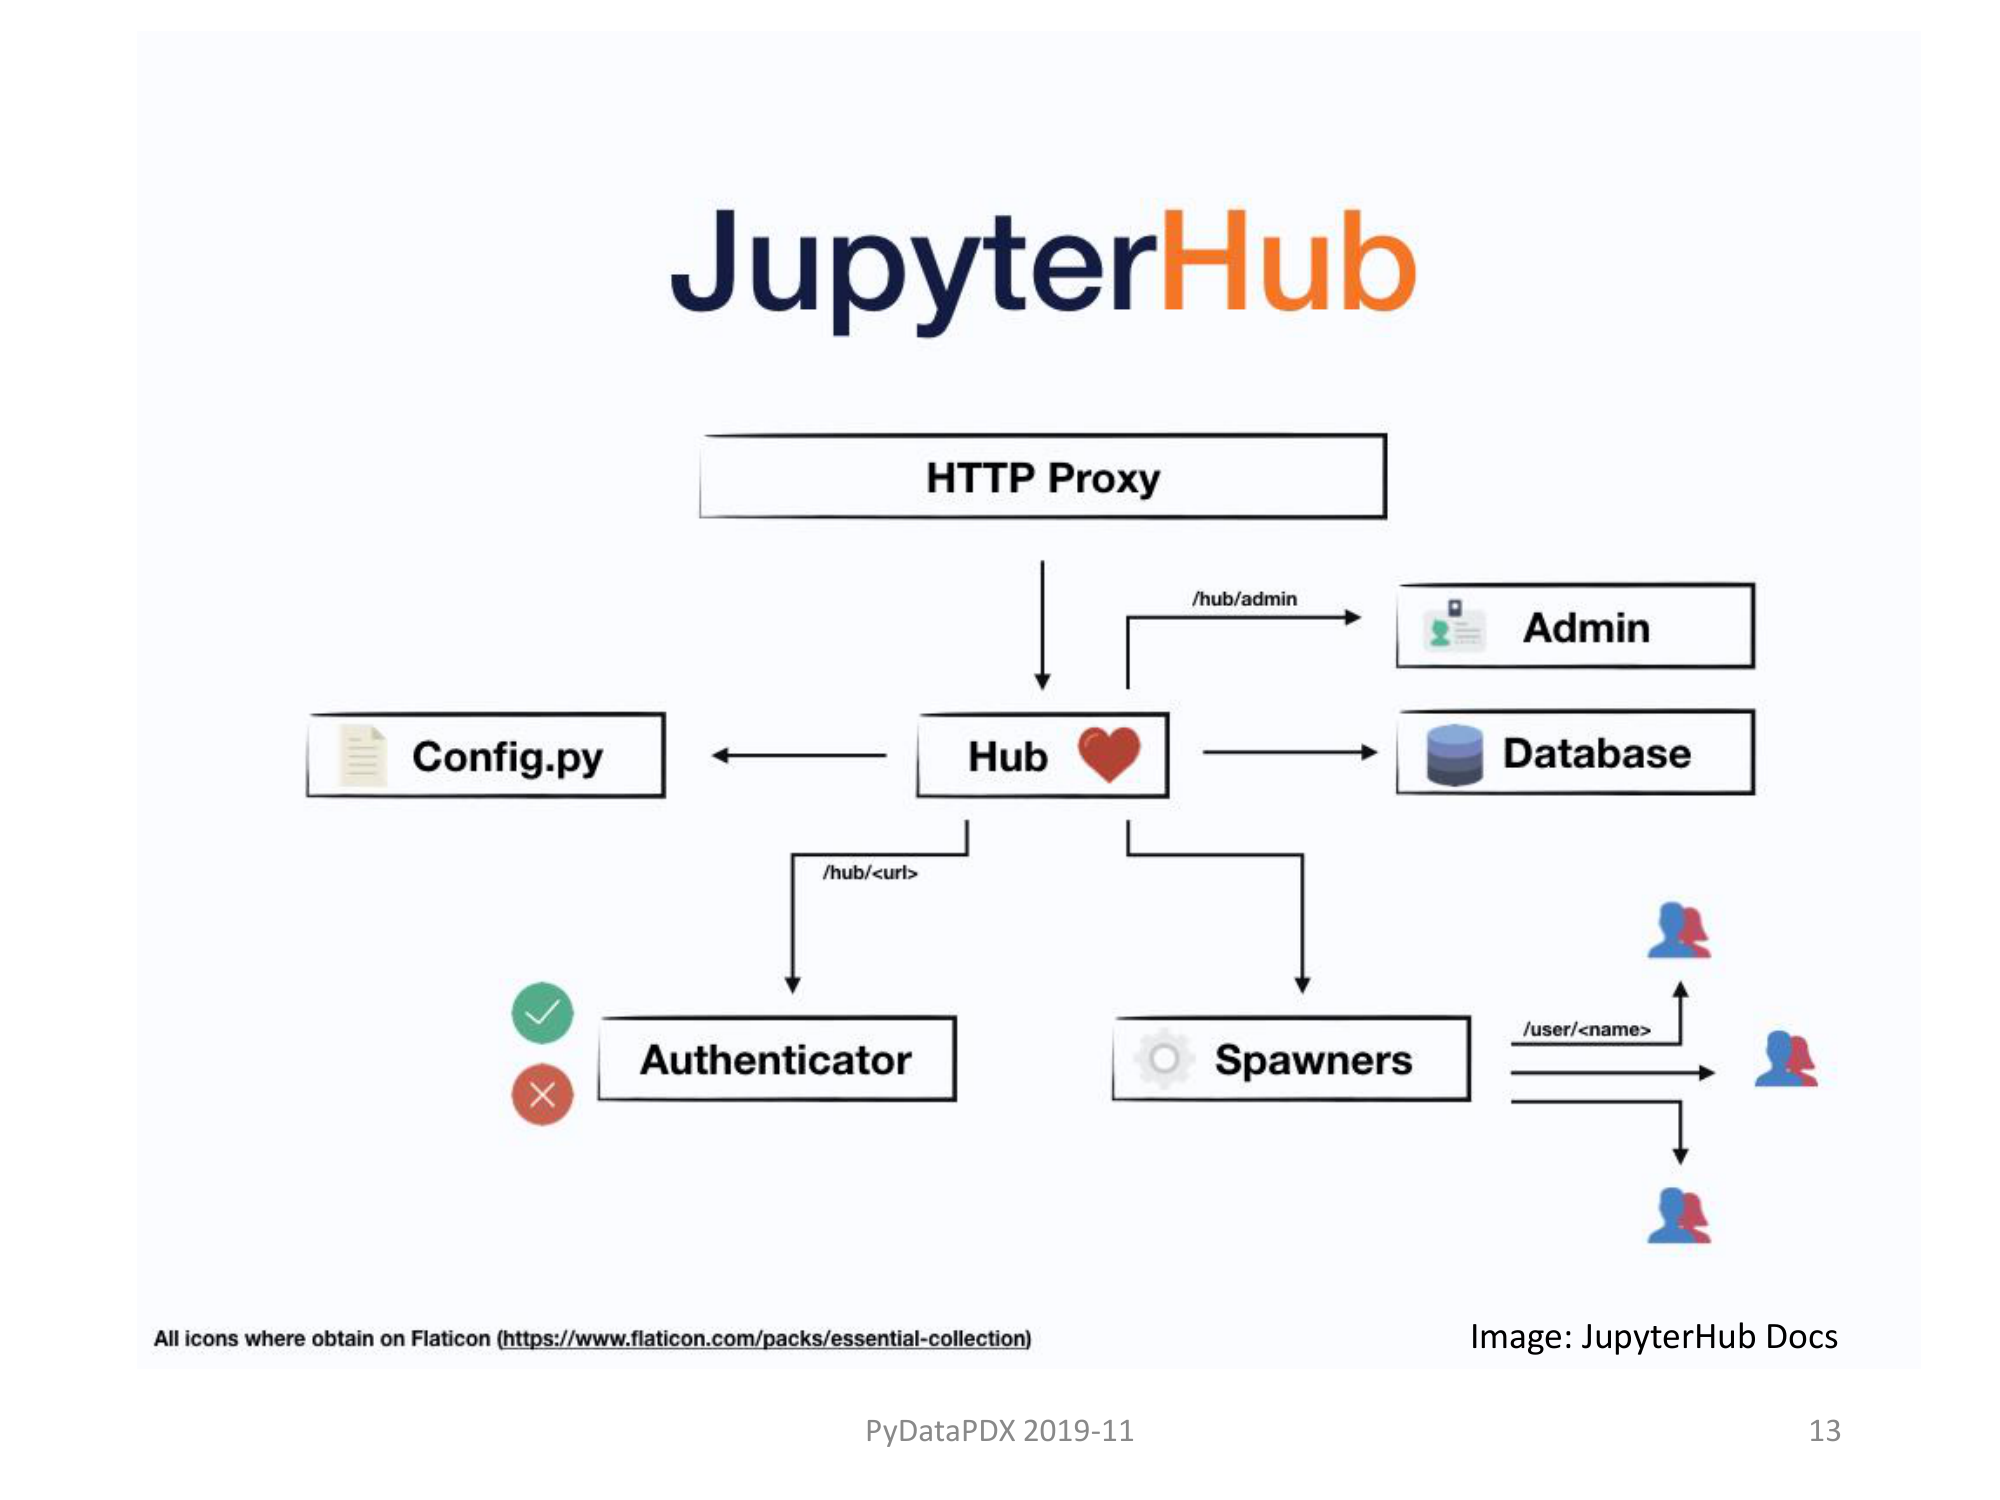 JupyterHub
HTTP Proxy
/hub/admin
Admin
Config.py
Hub
Database
/hub/<url>
Authenticator
Spawners
/user/<name>
All icons where obtain on Flaticon (https://www.flaticon.com/packs/essential-collection)
Image: JupyterHub Docs
PyDataPDX 2019-11
13